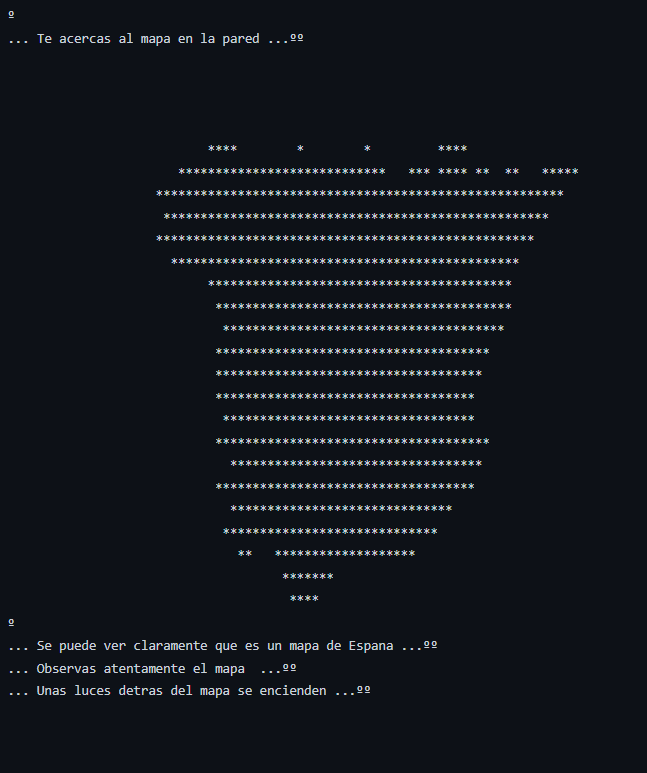 º
... Te acercas al mapa en la pared ...ºº
****        *        *         ****
****************************   *** **** **  **   *****
*******************************************************
****************************************************
***************************************************
***********************************************
*****************************************
****************************************
**************************************
*************************************
************************************
***********************************
**********************************
*************************************
**********************************
***********************************
******************************
*****************************
**   *******************
*******
****
º
... Se puede ver claramente que es un mapa de Espana ...ºº
... Observas atentamente el mapa  ...ºº
... Unas luces detras del mapa se encienden ...ºº